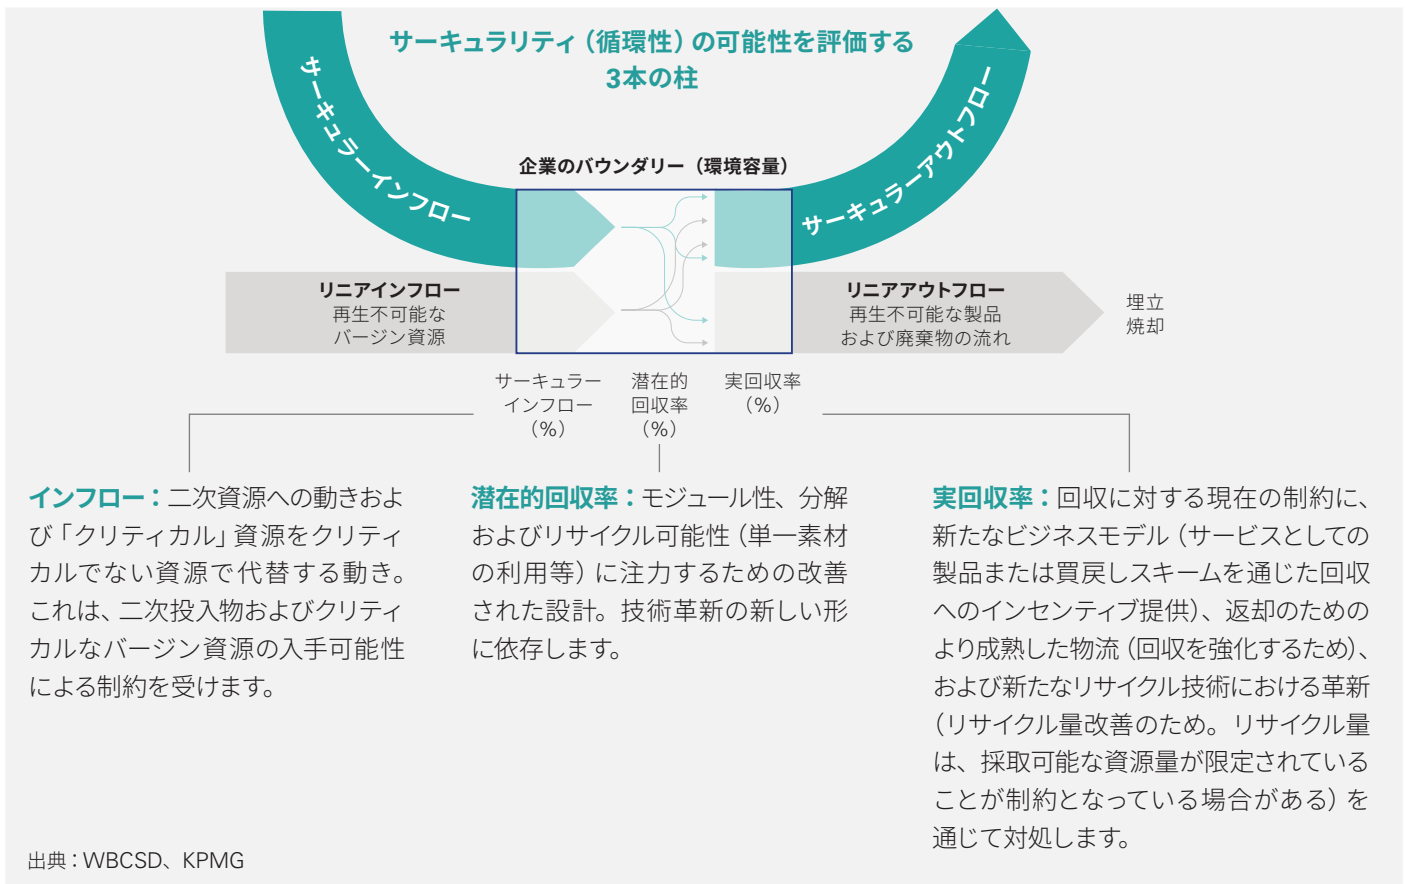 サーキュラリティ（循環性）の可能性を評価する
3本の柱
サーキュラーインフロー
サーキュラーアウトフロー
企業のバウンダリー（環境容量）
リニアインフロー
再生不可能な
バージン資源
リニアアウトフロー
再生不可能な製品
および廃棄物の流れ
埋立
焼却
サーキュラー
インフロー
（%）
潜在的
回収率
（%）
実回収率
（%）
インフロー：二次資源への動きおよ
び「クリティカル」資源をクリティ
カルでない資源で代替する動き。
これは、二次投入物およびクリティ
カルなバージン資源の入手可能性
による制約を受けます。
潜在的回収率：モジュール性、分解
およびリサイクル可能性（単一素材
の利用等）に注力するための改善
された設計。技術革新の新しい形
に依存します。
実回収率：回収に対する現在の制約に、
新たなビジネスモデル（サービスとしての
製品または買戻しスキームを通じた回収
へのインセンティブ提供）、返却のための
より成熟した物流（回収を強化するため）、
および新たなリサイクル技術における革新
（リサイクル量改善のため。リサイクル量
は、採取可能な資源量が限定されている
ことが制約となっている場合がある）を
通じて対処します。
出典：WBCSD、KPMG